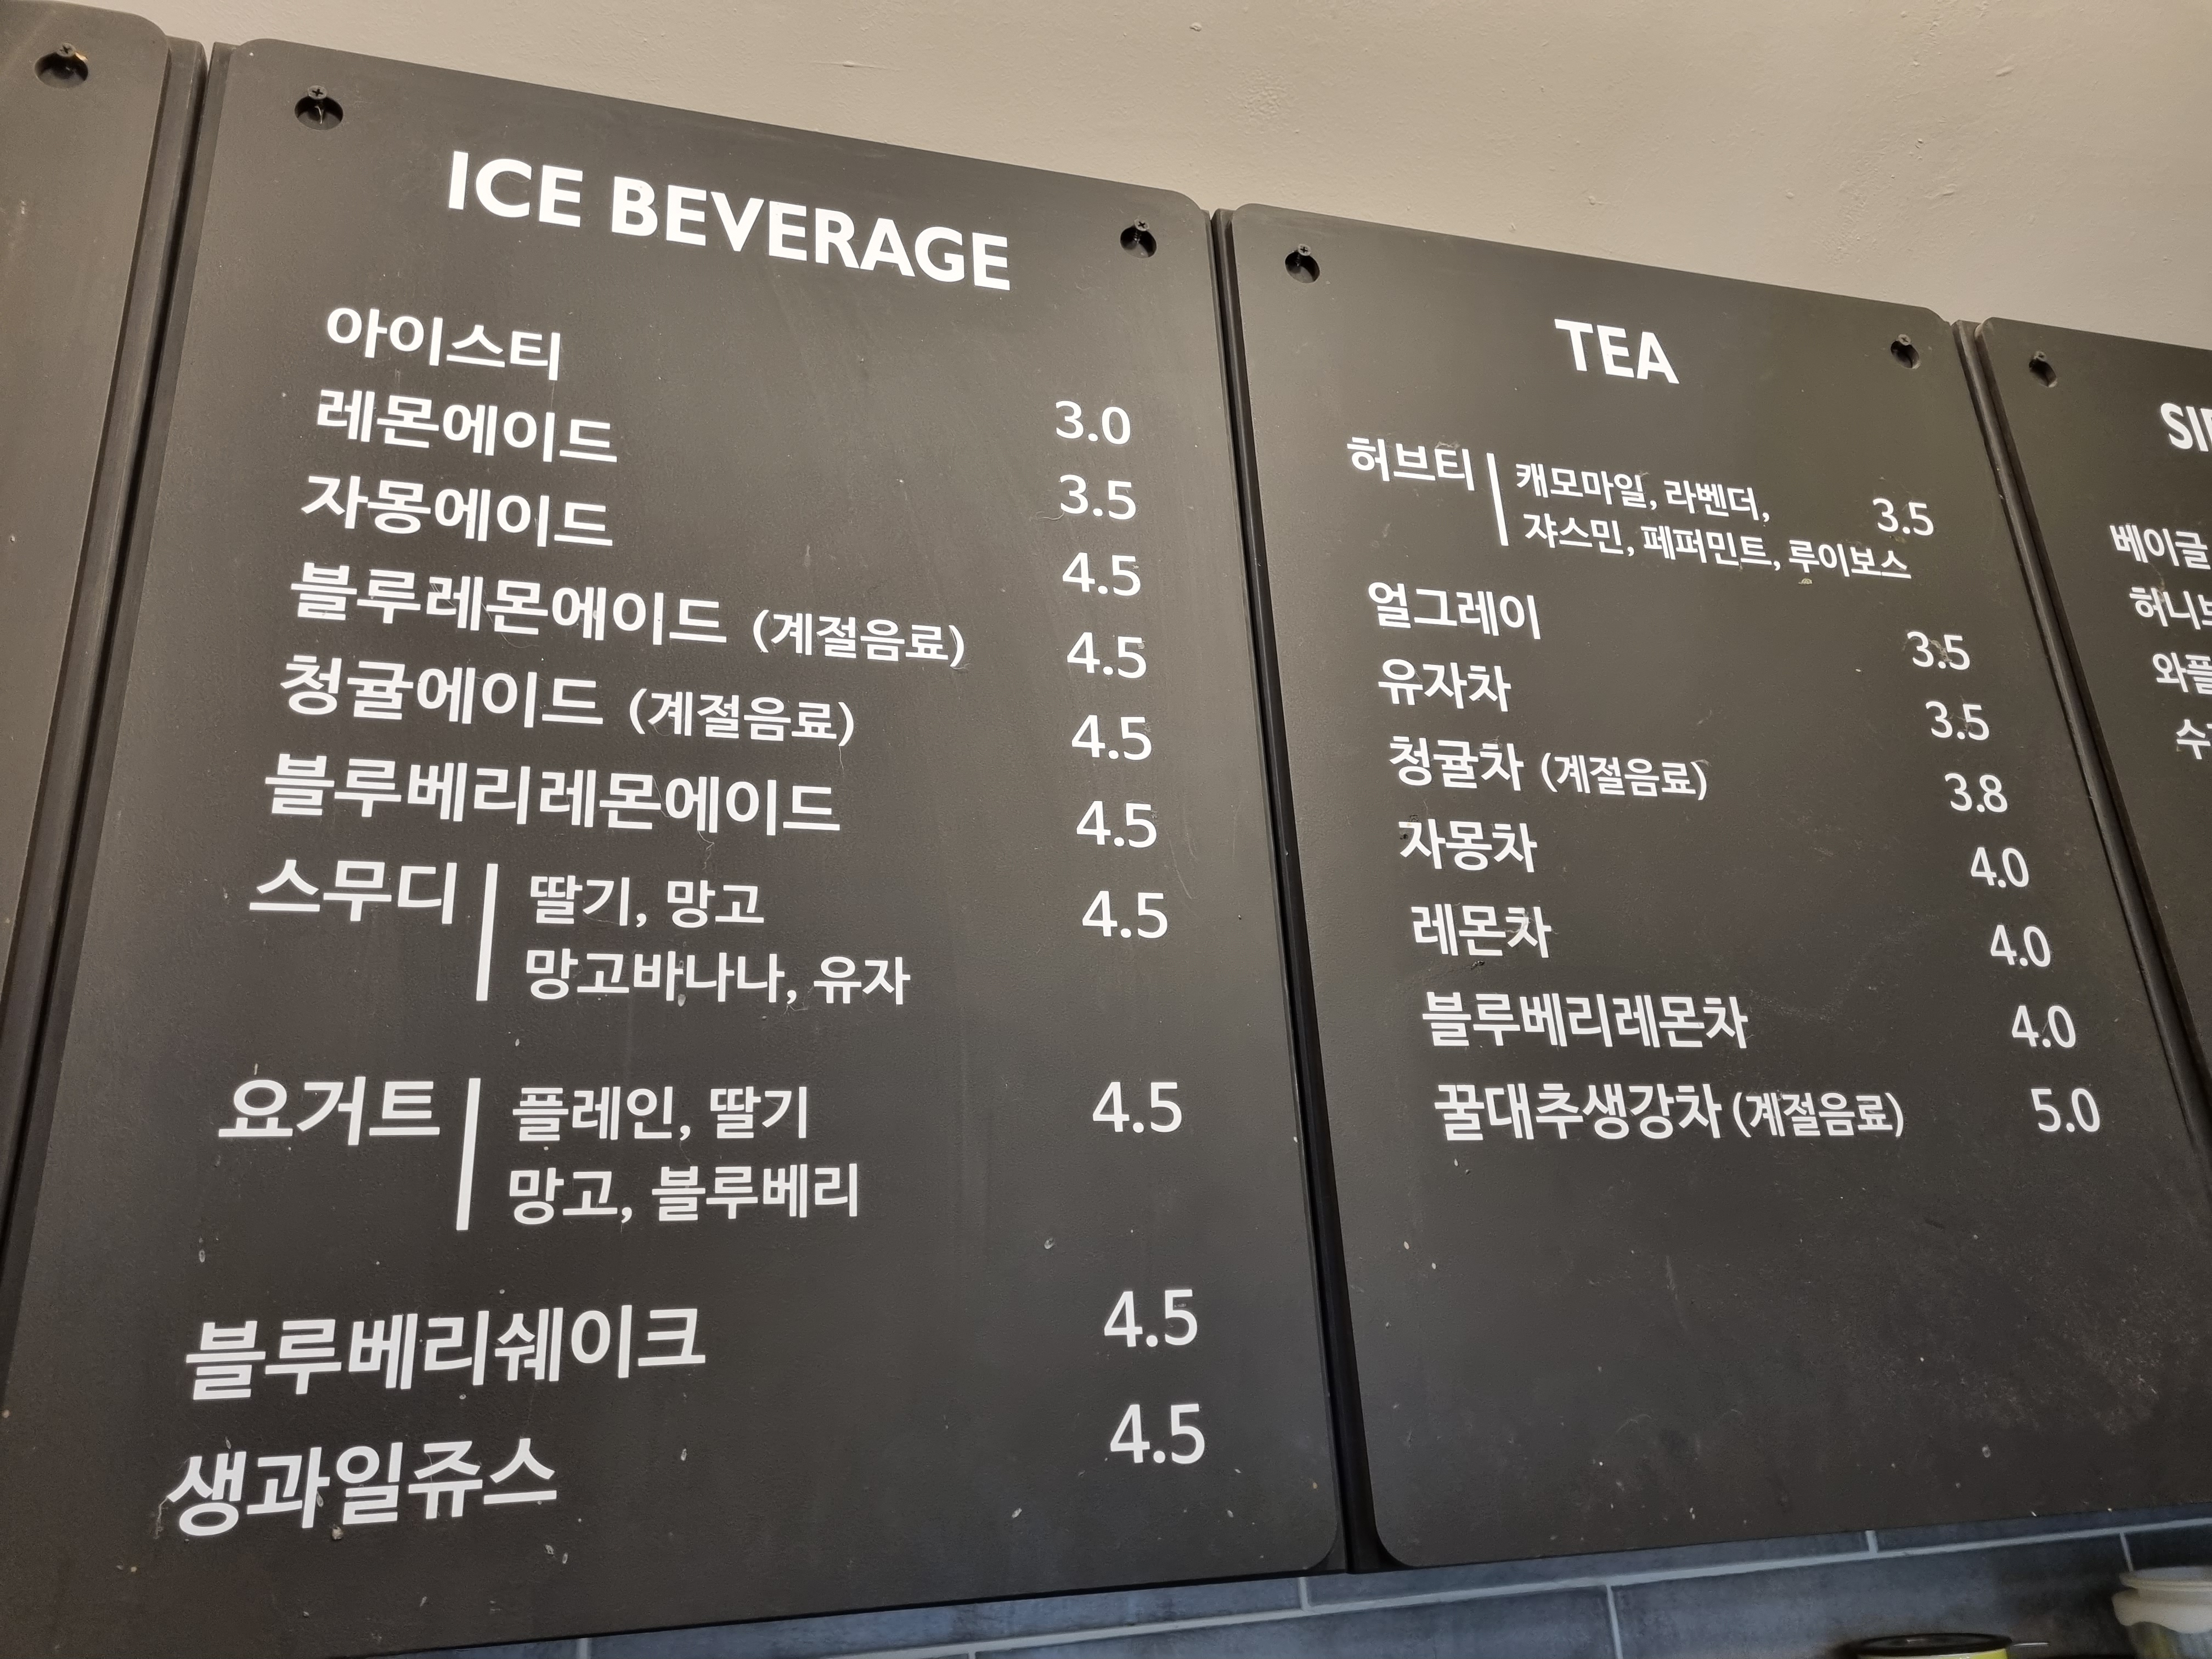 ICE BEVERAGE
아이스티 3.0
레몬에이드 3.5
자몽에이드 4.5
블루레몬에이드 (계절음료) 4.5
청귤에이드 (계절음료) 4.5
블루베리레몬에이드 4.5
스무디 딸기, 망고 4.5
망고바나나, 유자
요거트 플레인, 딸기 4.5
망고, 블루베리
블루베리쉐이크 4.5
생과일쥬스 4.5
TEA
허브티 캐모마일, 라벤더, 3.5
쟈스민, 페퍼민트, 루이보스
얼그레이 3.5
유자차 3.5
청귤차 (계절음료) 3.8
자몽차 4.0
레몬차 4.0
블루베리레몬차 4.0
꿀대추생강차 (계절음료) 5.0
베이글
허니
와플